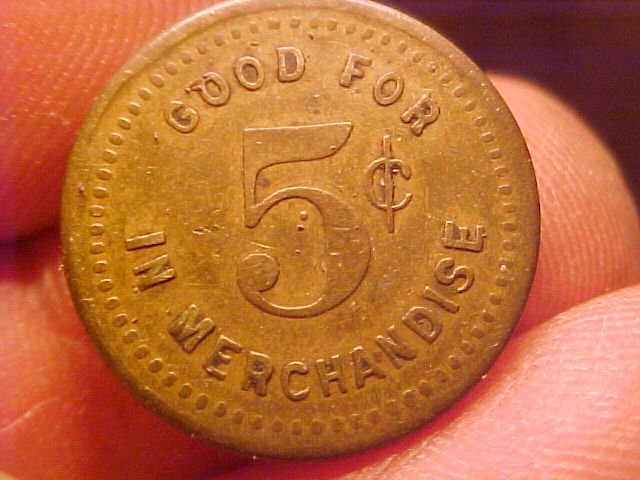 GOOD FOR
5¢
IN MERCHANDISE